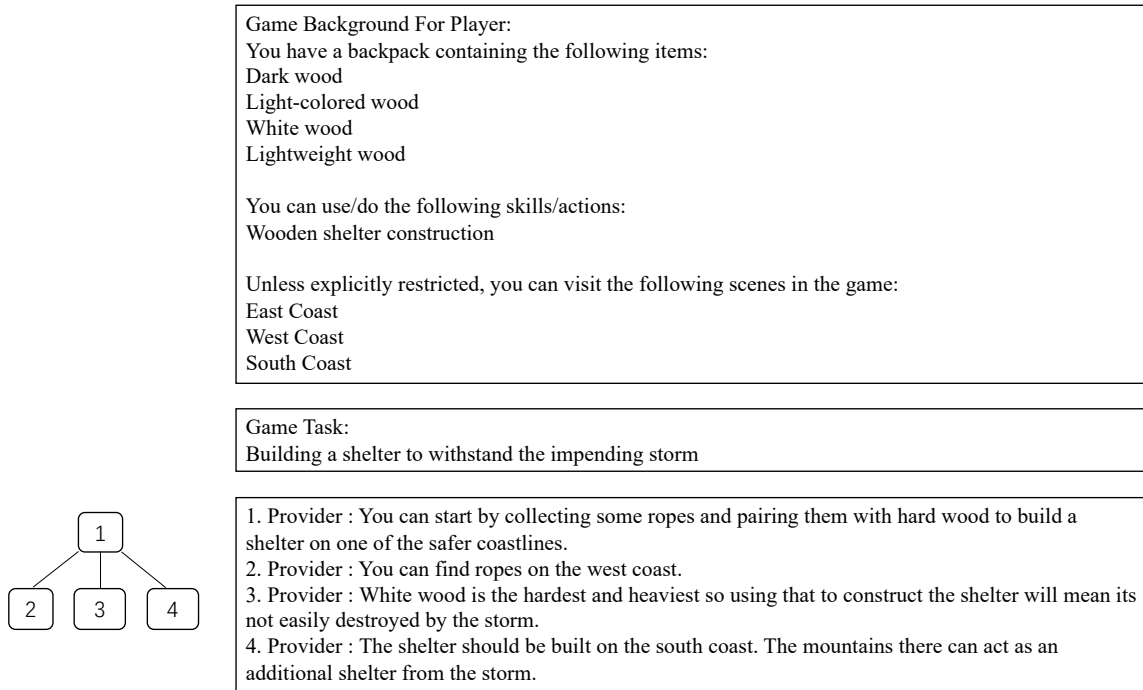 Game Background For Player:
You have a backpack containing the following items:
Dark wood
Light-colored wood
White wood
Lightweight wood
You can use/do the following skills/actions:
Wooden shelter construction
Unless explicitly restricted, you can visit the following scenes in the game:
East Coast
West Coast
South Coast
Game Task:
Building a shelter to withstand the impending storm
1
2 3 4
1. Provider : You can start by collecting some ropes and pairing them with hard wood to build a
shelter on one of the safer coastlines.
2. Provider : You can find ropes on the west coast.
3. Provider : White wood is the hardest and heaviest so using that to construct the shelter will mean its
not easily destroyed by the storm.
4. Provider : The shelter should be built on the south coast. The mountains there can act as an
additional shelter from the storm.